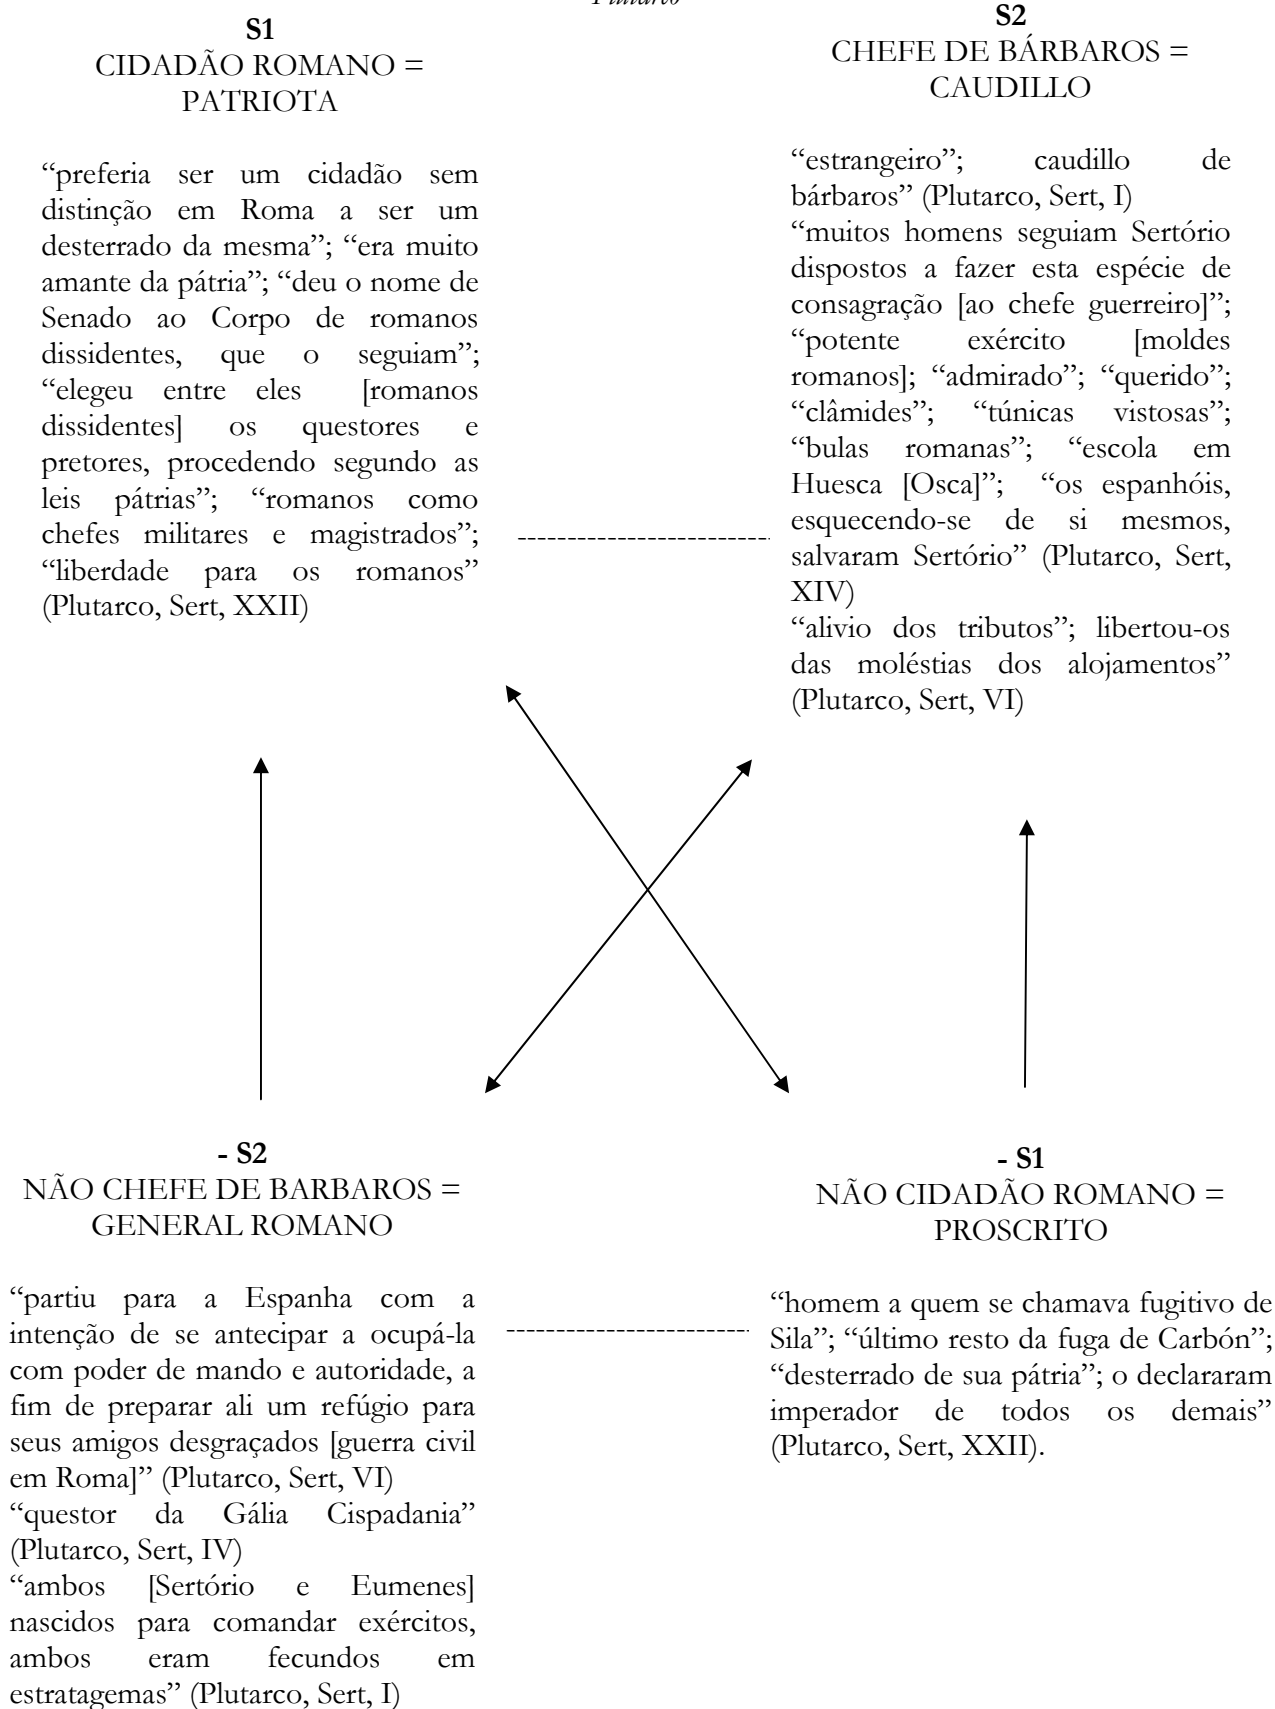 S1
CIDADÃO ROMANO =
PATRIOTA
“preferia ser um cidadão sem
distinção em Roma a ser um
desterrado da mesma”; “era muito
amante da pátria”; “deu o nome de
Senado ao Corpo de romanos
dissidentes, que o seguiam”;
“elegeu entre eles [romanos
dissidentes] os questores e
pretores, procedendo segundo as
leis pátrias”; “romanos como
chefes militares e magistrados”;
“liberdade para os romanos”
(Plutarco, Sert, XXII)
S2
CHEFE DE BÁRBAROS =
CAUDILLO
“estrangeiro”; caudillo de
bárbaros” (Plutarco, Sert, I)
“muitos homens seguiam Sertório
dispostos a fazer esta espécie de
consagração [ao chefe guerreiro]”;
“potente exército [moldes
romanos]; “admirado”; “querido”;
“clâmides”; “túnicas vistosas”;
“bulas romanas”; “escola em
Huesca [Osca]”; “os espanhóis,
esquecendo-se de si mesmos,
salvaram Sertório” (Plutarco, Sert,
XIV)
“alivio dos tributos”; libertou-os
das moléstias dos alojamentos”
(Plutarco, Sert, VI)
- S2
NÃO CHEFE DE BARBAROS =
GENERAL ROMANO
“partiu para a Espanha com a
intenção de se antecipar a ocupá-la
com poder de mando e autoridade, a
fim de preparar ali um refúgio para
seus amigos desgraçados [guerra civil
em Roma]” (Plutarco, Sert, VI)
“questor da Gália Cispadania”
(Plutarco, Sert, IV)
“ambos [Sertório e Eumenes]
nascidos para comandar exércitos,
ambos eram fecundos em
estratagemas” (Plutarco, Sert, I)
- S1
NÃO CIDADÃO ROMANO =
PROSCRITO
“homem a quem se chamava fugitivo de
Sila”; “último resto da fuga de Carbón”;
“desterrado de sua pátria”; o declararam
imperador de todos os demais”
(Plutarco, Sert, XXII).